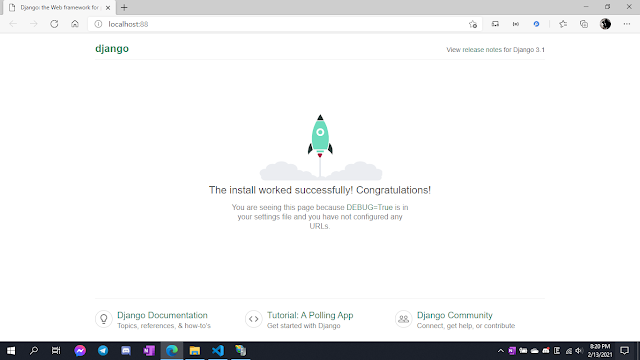 Django: the Web framework for
localhost:88
django
View release notes for Django 3.1
The install worked successfully! Congratulations!
You are seeing this page because DEBUG=True is in
your settings file and you have not configured any
URLs.
Django Documentation
Topics, references, & how-to's
Tutorial: A Polling App
Get started with Django
Django Community
Connect, get help, or contribute
8:20 PM
2/13/2021